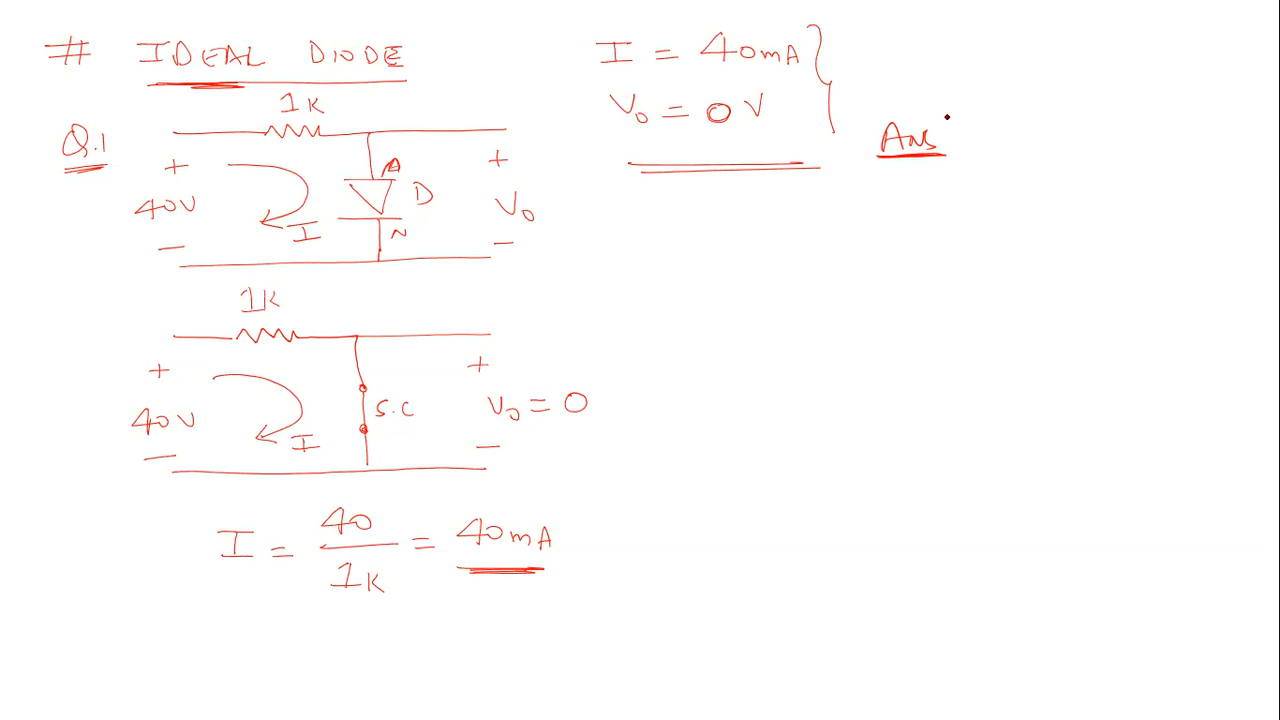 # IDEAL DIODE
Q.1
1K
+
40V
-
I
A
D
N
+
V0
-
1K
+
40V
-
I
S.C
+
V0 = 0
-
I = 40/1K = 40mA
I = 40mA
V0 = 0V
Ans